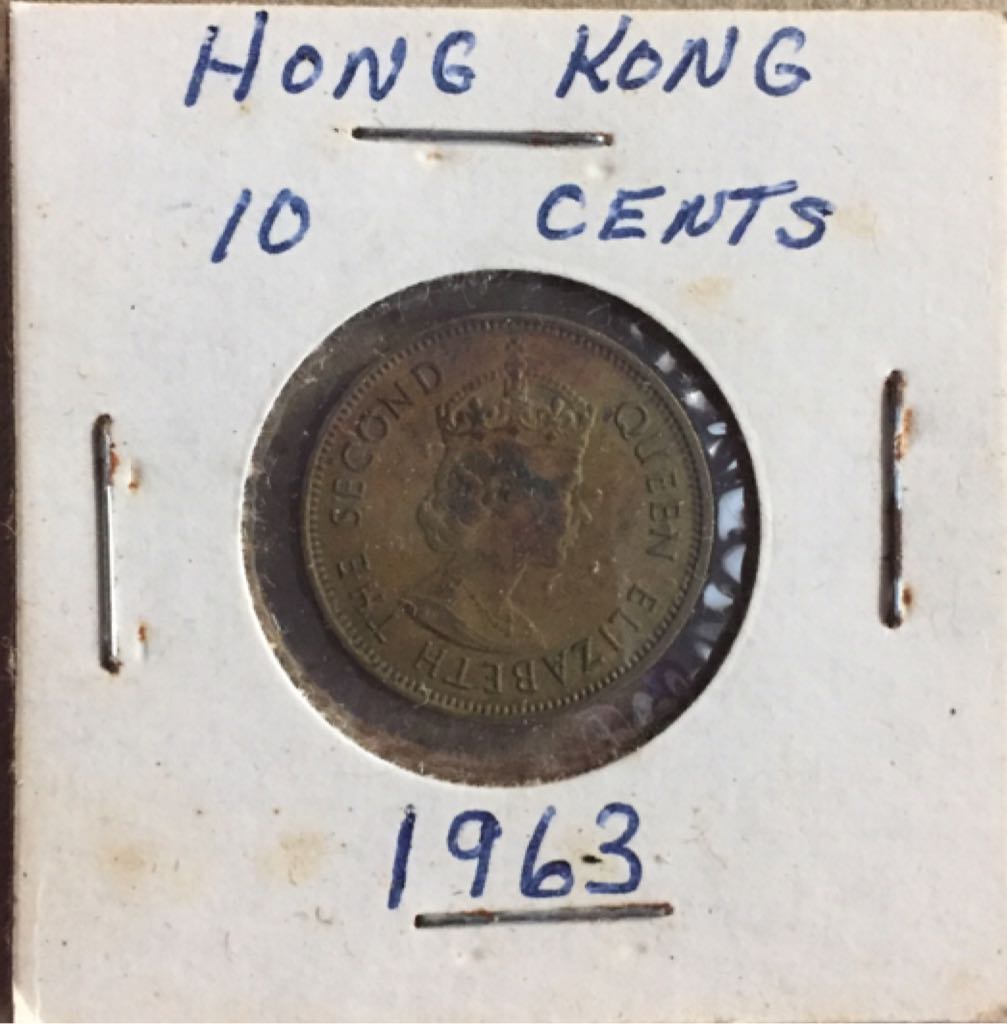 HONG KONG
10 CENTS
QUEEN ELIZABETH THE SECOND
1963